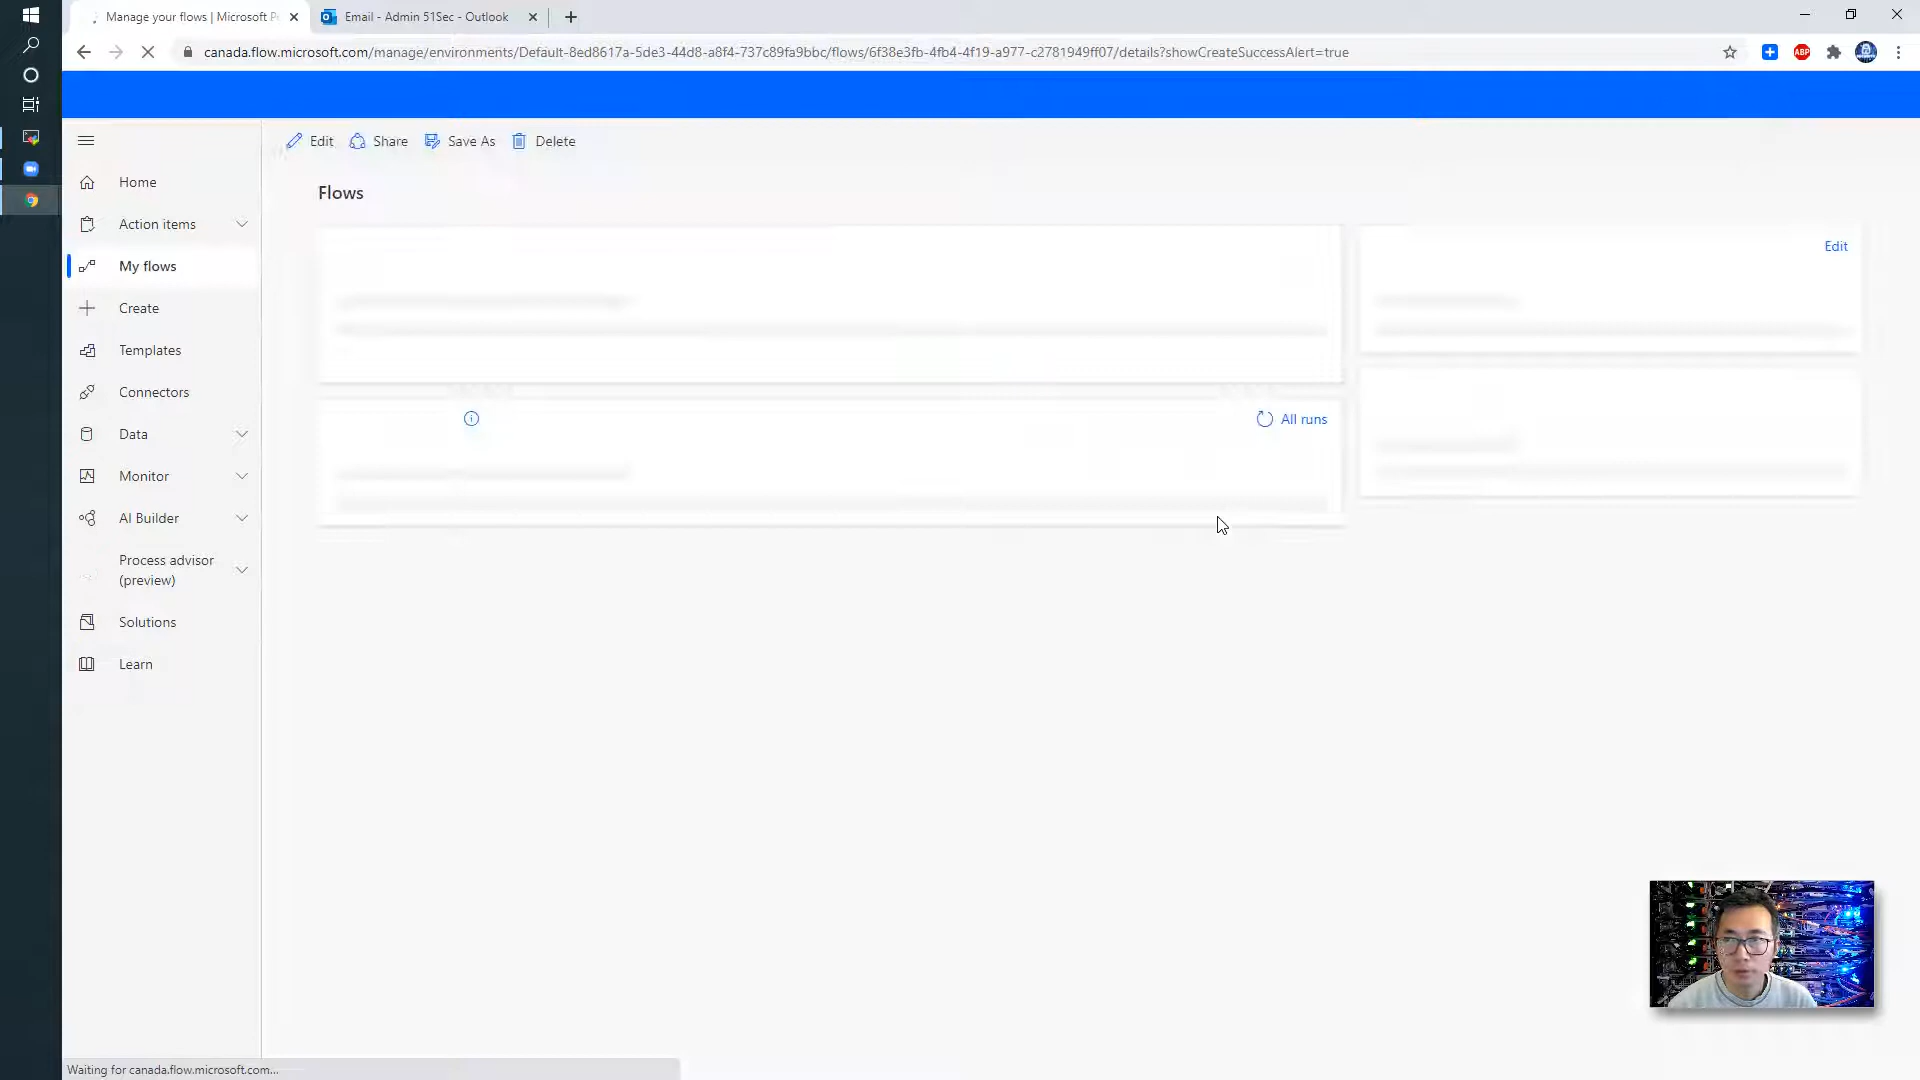 Manage your flows | Microsoft P
Email - Admin 51Sec - Outlook
canada.flow.microsoft.com/manage/environments/Default-8ed8617a-5de3-44d8-a8f4-737c89fa9bbc/flows/6f38e3fb-4fb4-4f19-a977-c2781949ff07/details?showCreateSuccessAlert=true
ABP
Edit
Share
Save As
Delete
Home
Flows
Action items
Edit
My flows
Create
Templates
Connectors
All runs
Data
Monitor
AI Builder
Process advisor
(preview)
Solutions
Learn
Waiting for canada.flow.microsoft.com...